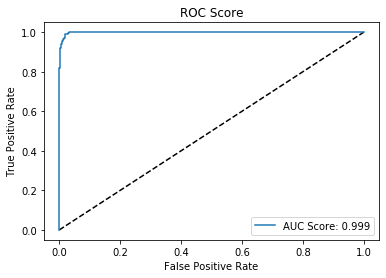 ROC Score
True Positive Rate
1.0
0.8
0.6
0.4
0.2
0.0
AUC Score: 0.999
0.0 0.2 0.4 0.6 0.8 1.0
False Positive Rate